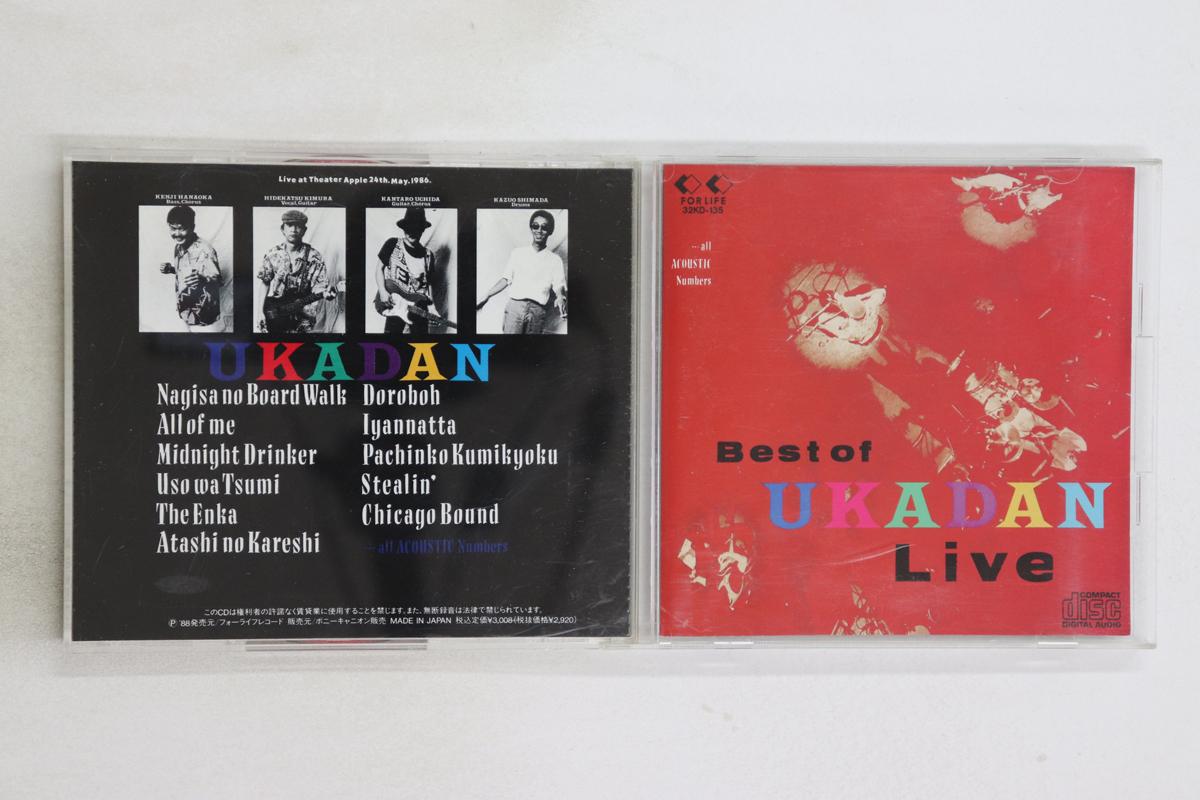 Live at Theater Apple 24th. May. 1986.
KENJI HANAOKA
Bass, Chorus
HIDEKATSU KIMURA
Vocal, Guitar
KANTARO UCHIDA
Guitar, Chorus
KAZUO SHIMADA
Drums
UKADAN
Nagisa no Board Walk
All of me
Midnight Drinker
Uso wa Tsumi
The Enka
Atashi no Kareshi
Doroboh
Iyannatta
Pachinko Kumikyoku
Stealin'
Chicago Bound
...all ACOUSTIC Numbers
このCDは権利者の許諾なく賃貸業に使用することを禁じます。また、無断録音は法律で禁じられています。
Ⓟ '88発売元/フォーライフレコード 販売元/ポニーキャニオン販売 MADE IN JAPAN 税込定価¥3,008(税抜価格¥2,920)
FOR LIFE
32KD-135
...all
ACOUSTIC
Numbers
Best of
UKADAN
Live
COMPACT
disc
DIGITAL AUDIO